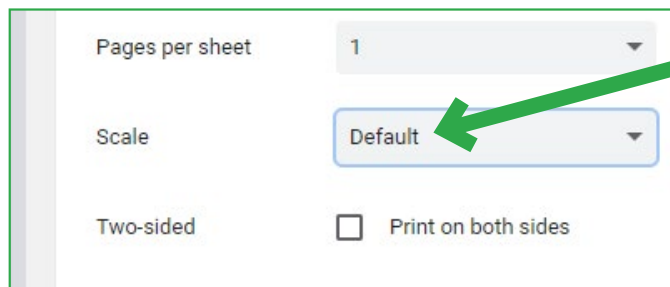 Pages per sheet 1
Scale Default
Two-sided Print on both sides